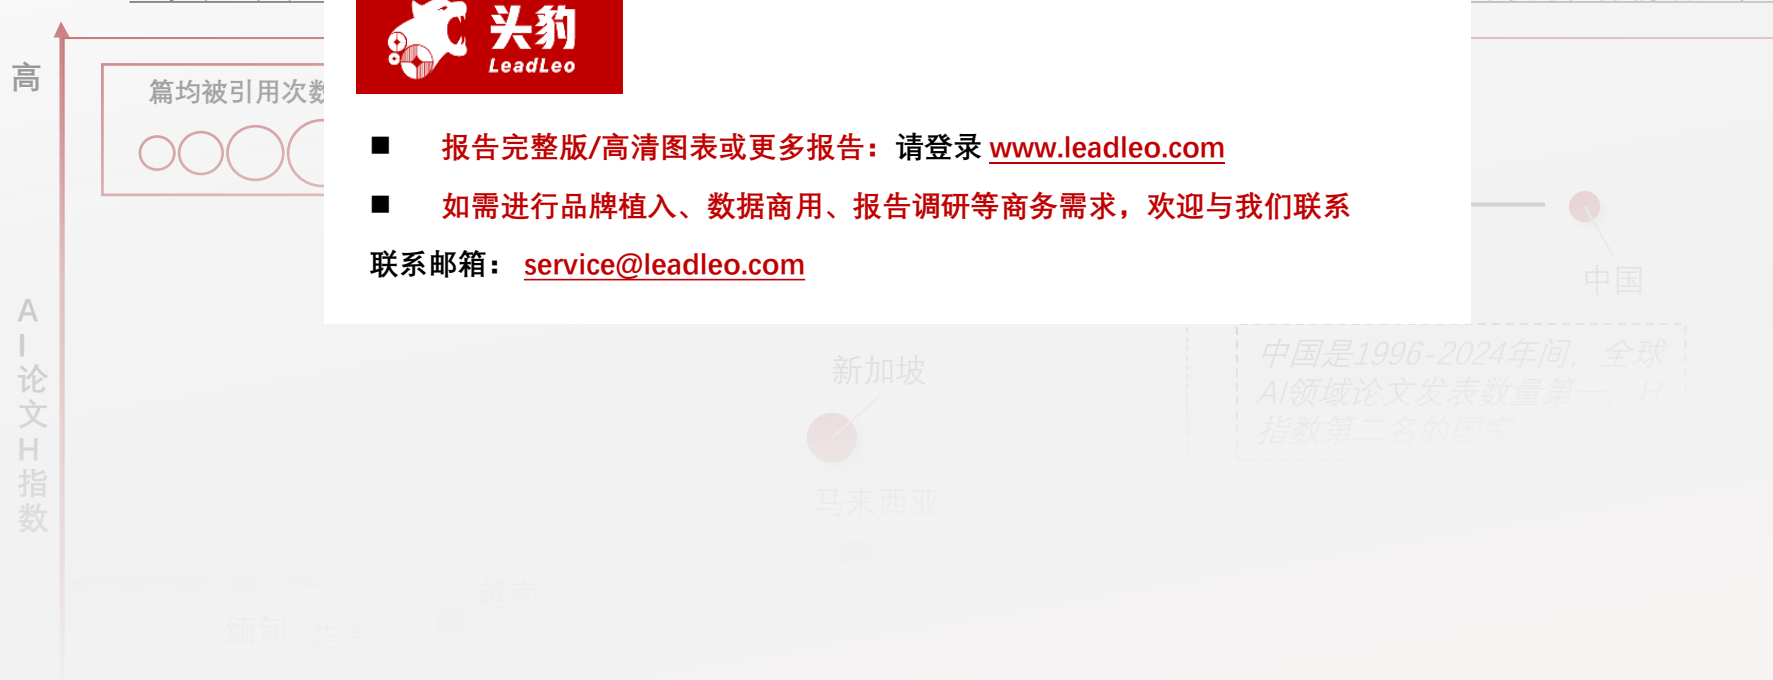 头豹
LeadLeo
高
篇均被引用次数
报告完整版/高清图表或更多报告：请登录 www.leadleo.com
如需进行品牌植入、数据商用、报告调研等商务需求，欢迎与我们联系
联系邮箱： service@leadleo.com
中国
AI论文H指数
新加坡
中国是1996-2024年间，全球
AI领域论文发表数量第一、H
指数第二名的国家
马来西亚
越南
缅甸